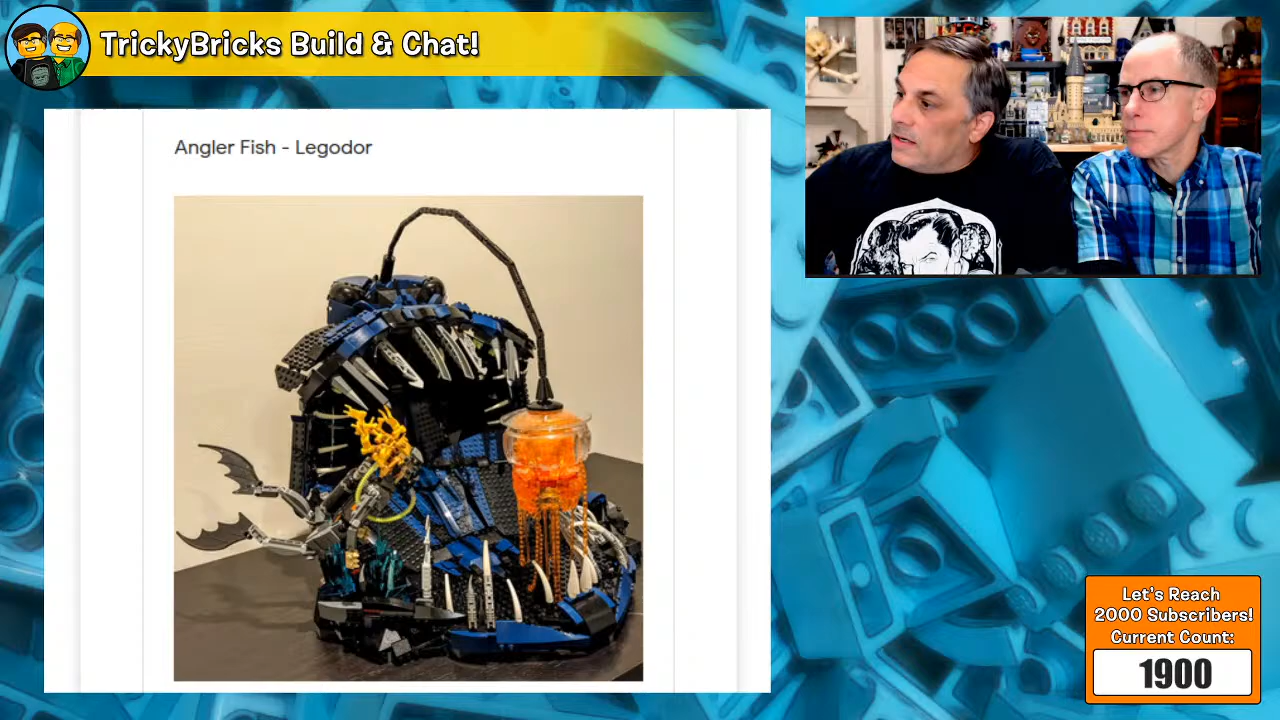 TrickyBricks Build & Chat!
Angler Fish - Legodor
Let's Reach
2000 Subscribers!
Current Count:
1900